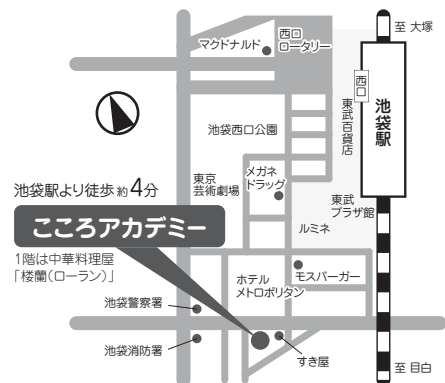 至 大塚
マクドナルド
西口
ロータリー
西口
池袋駅
東武百貨店
池袋西口公園
東京
芸術劇場
メガネ
ドラッグ
東武
プラザ館
ルミネ
池袋駅より徒歩約4分
こころアカデミー
1階は中華料理屋
「楼蘭(ローラン)」
ホテル
メトロポリタン
モスバーガー
池袋警察署
池袋消防署
すき屋
至 目白